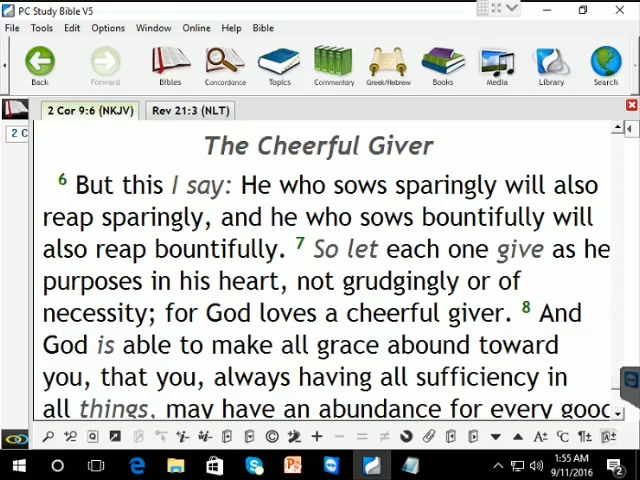 PC Study Bible V5
File Tools Edit Options Window Online Help Bible
Back Forward Bibles Concordance Topics Commentary Greek/Hebrew Books Media Library Search
2 Cor 9:6 (NKJV) Rev 21:3 (NLT)
2 C
The Cheerful Giver
6 But this I say: He who sows sparingly will also
reap sparingly, and he who sows bountifully will
also reap bountifully. 7 So let each one give as he
purposes in his heart, not grudgingly or of
necessity; for God loves a cheerful giver. 8 And
God is able to make all grace abound toward
you, that you, always having all sufficiency in
all things, may have an abundance for every good
1:55 AM
9/11/2016
2